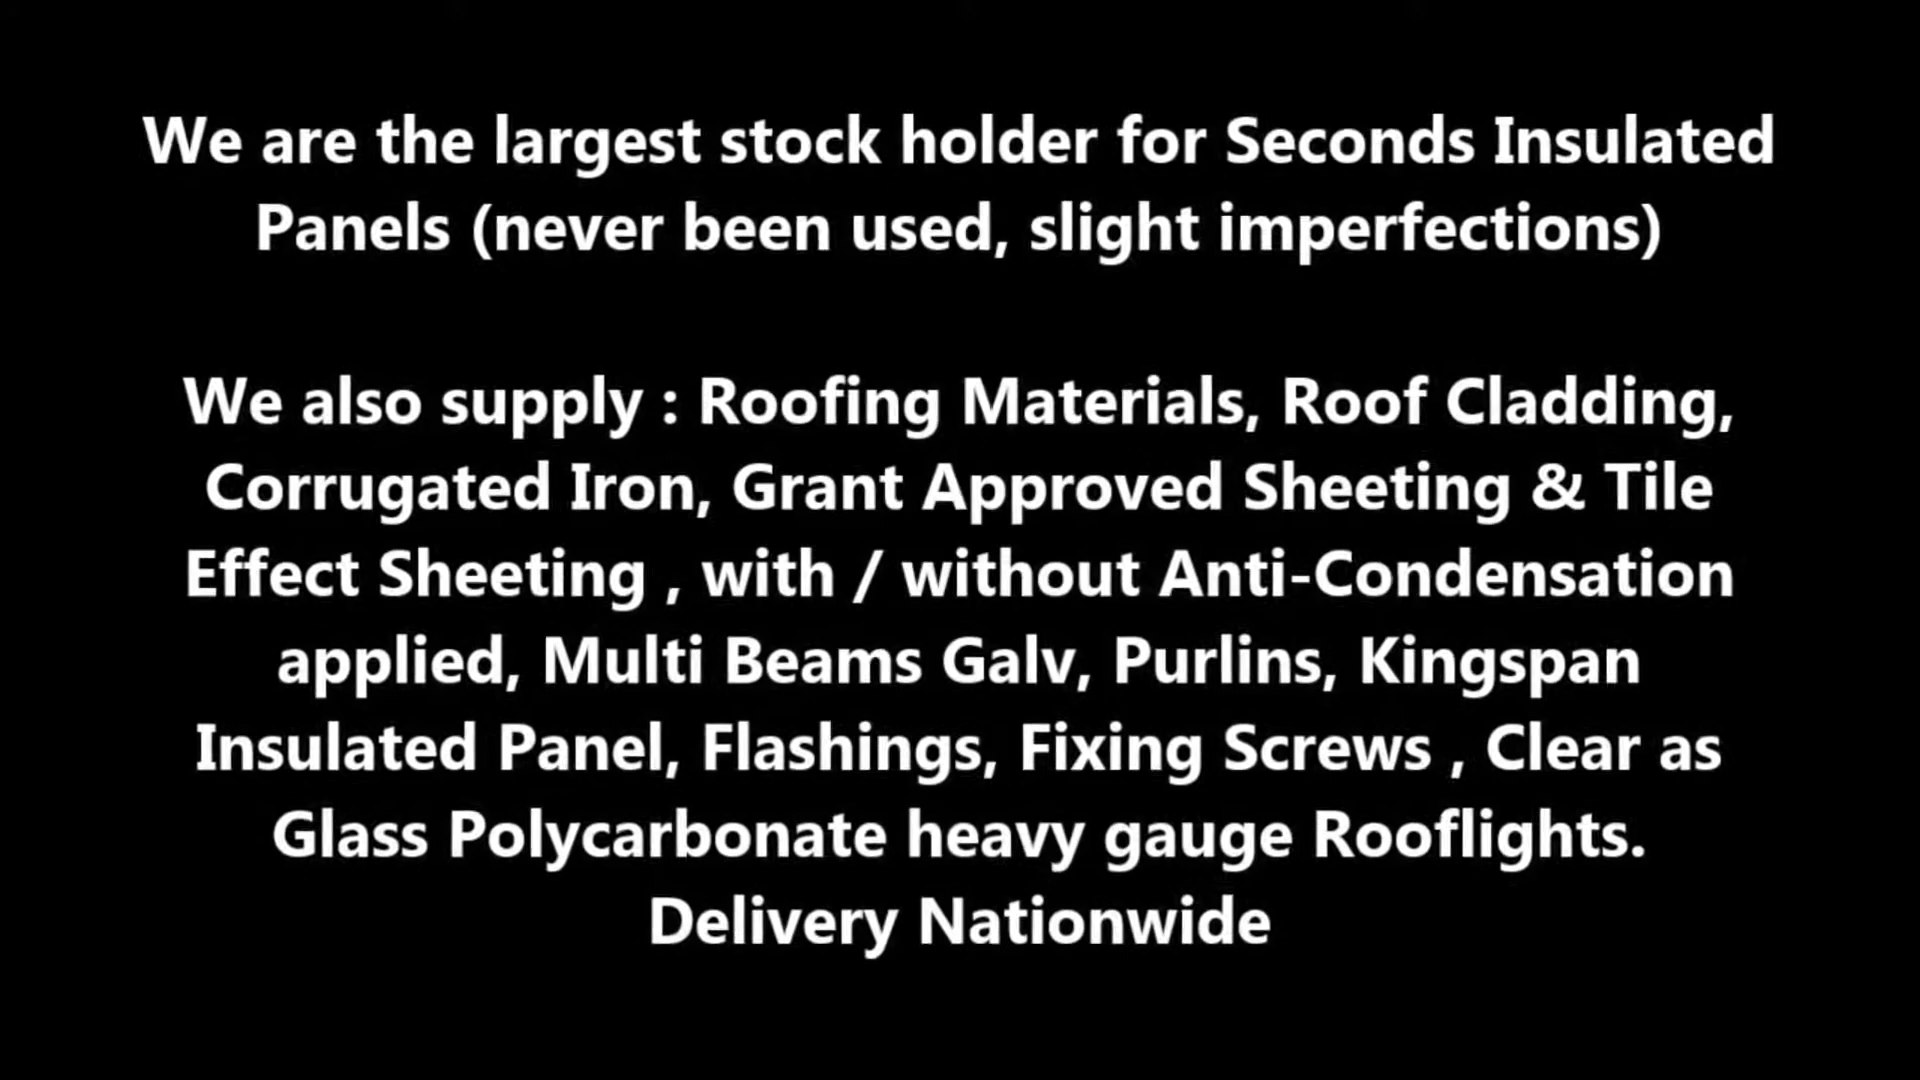 We are the largest stock holder for Seconds Insulated
Panels (never been used, slight imperfections)
We also supply : Roofing Materials, Roof Cladding,
Corrugated Iron, Grant Approved Sheeting & Tile
Effect Sheeting , with / without Anti-Condensation
applied, Multi Beams Galv, Purlins, Kingspan
Insulated Panel, Flashings, Fixing Screws , Clear as
Glass Polycarbonate heavy gauge Rooflights.
Delivery Nationwide